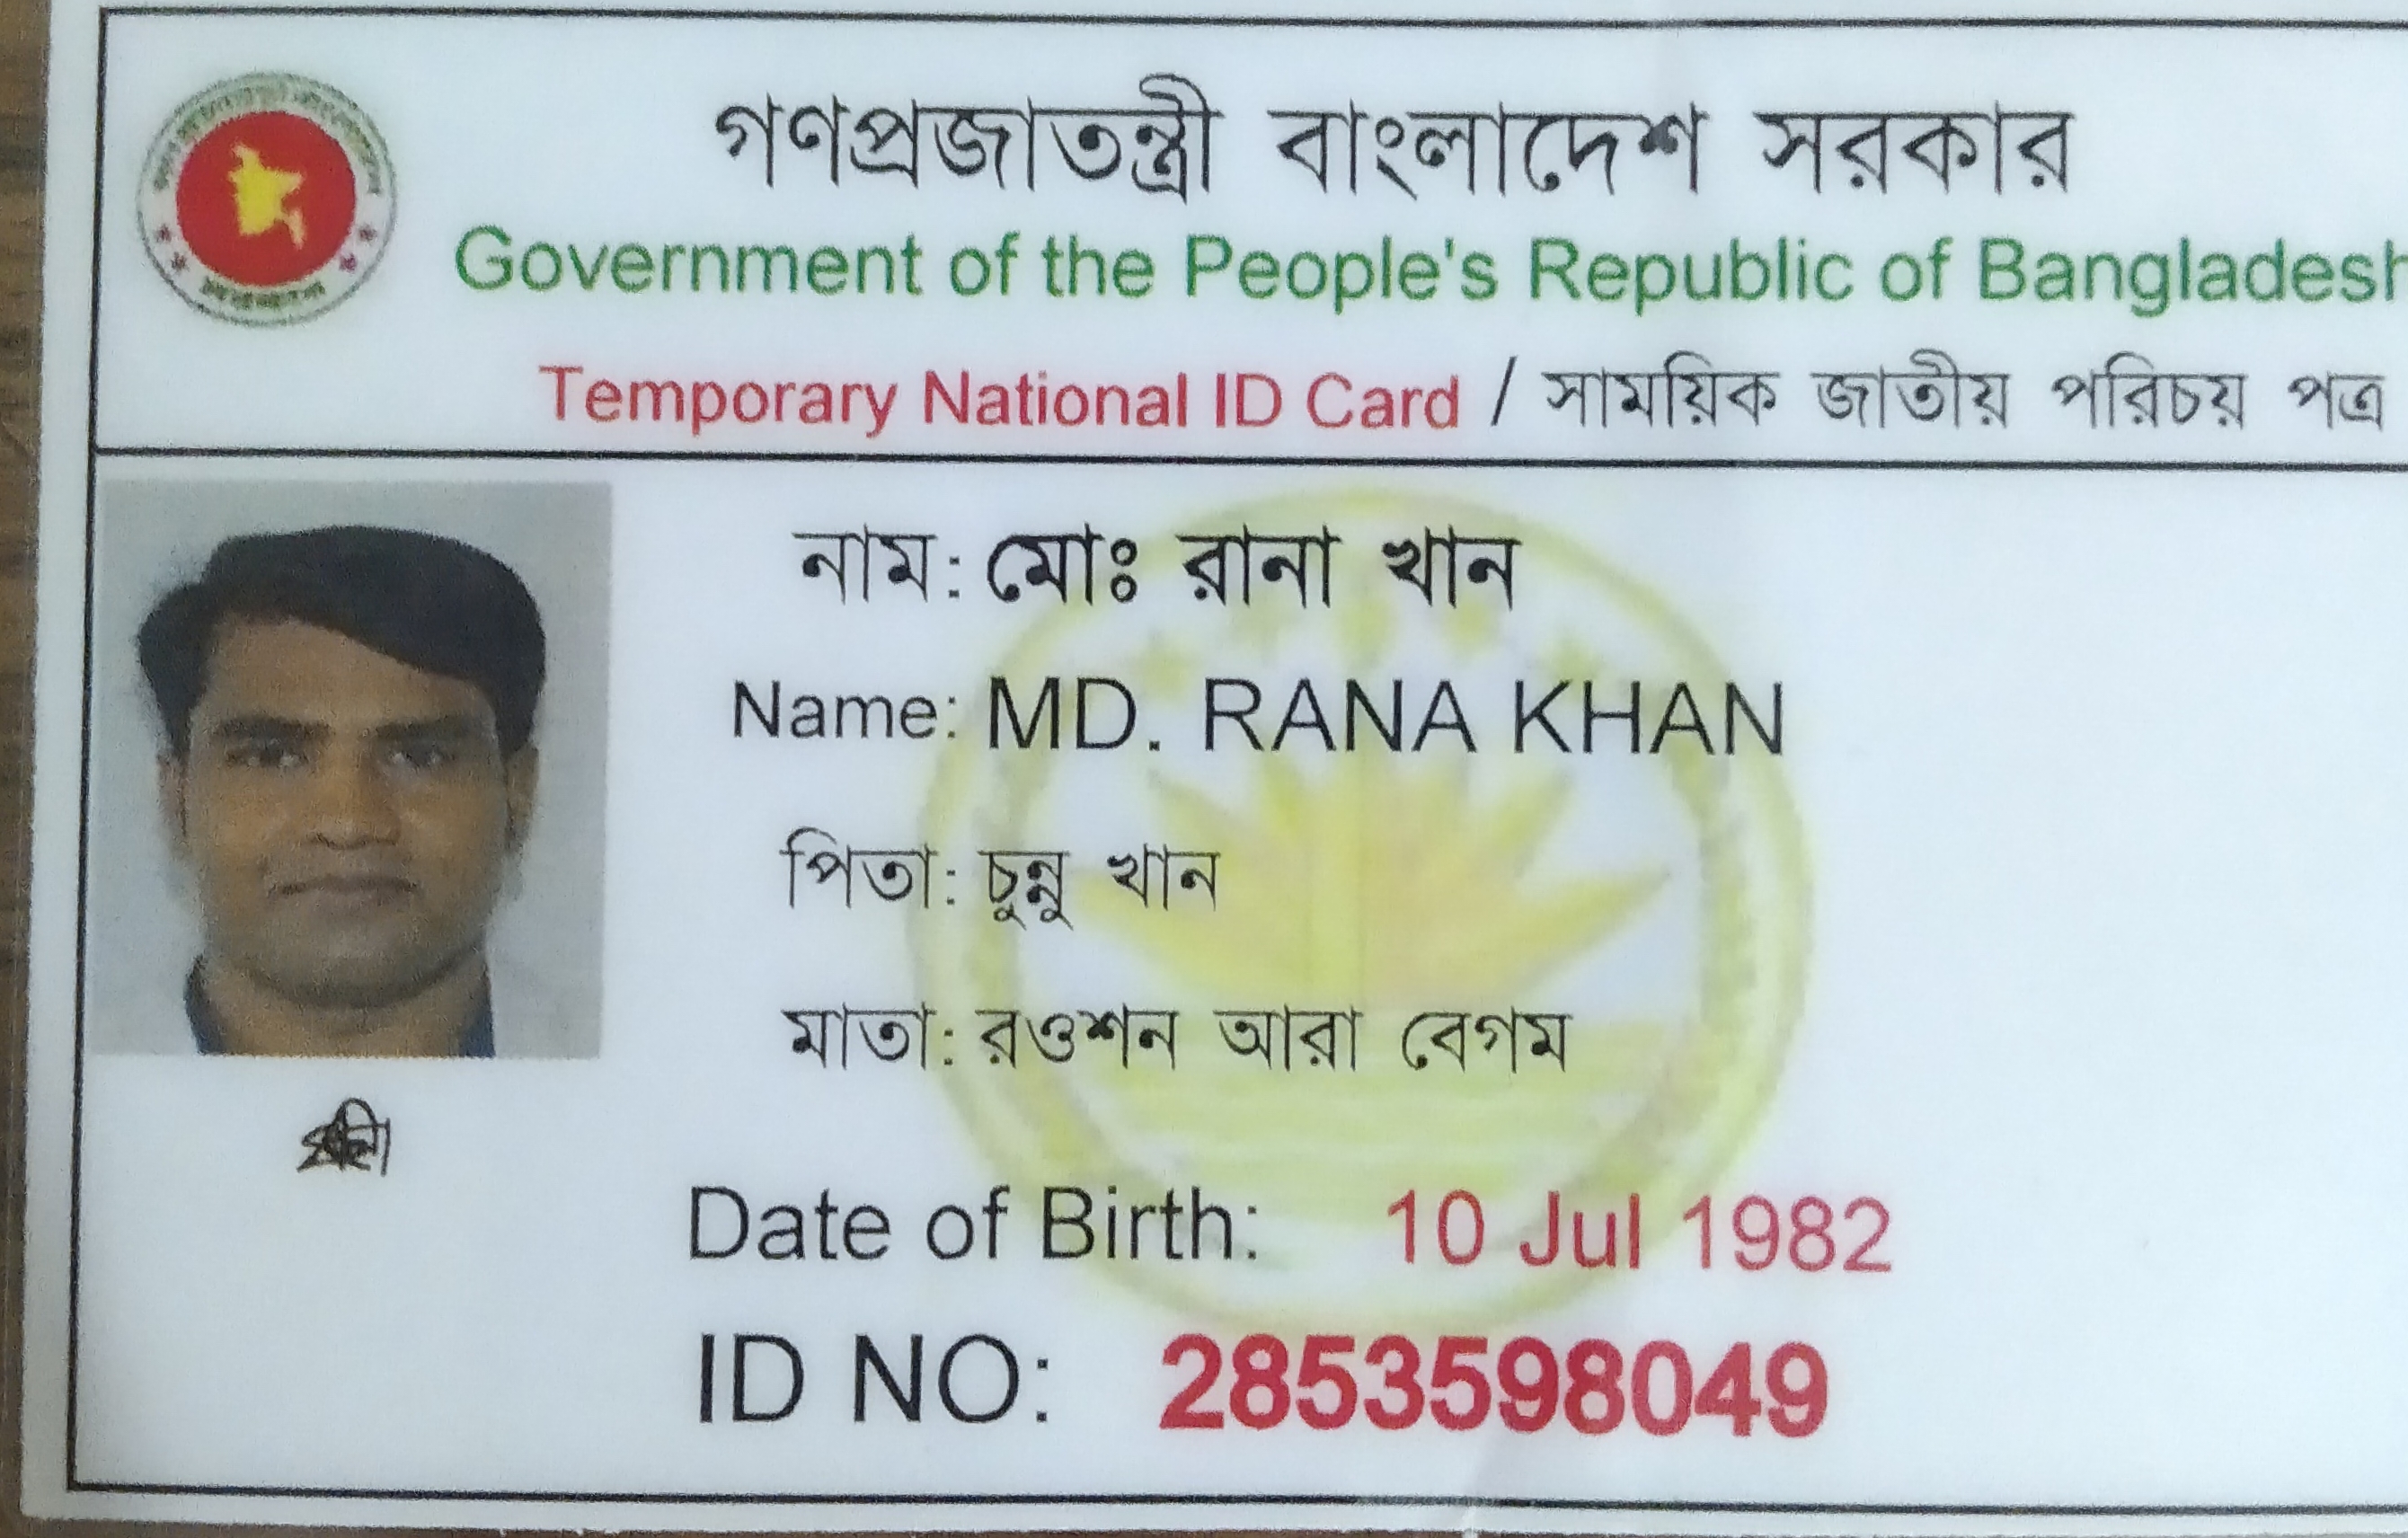 গণপ্রজাতন্ত্রী বাংলাদেশ সরকার
Government of the People's Republic of Bangladesh
Temporary National ID Card / সাময়িক জাতীয় পরিচয় পত্র
নাম: মোঃ রানা খান
Name: MD. RANA KHAN
পিতা: চুন্নু খান
মাতা: রওশন আরা বেগম
Date of Birth: 10 Jul 1982
ID NO: 2853598049